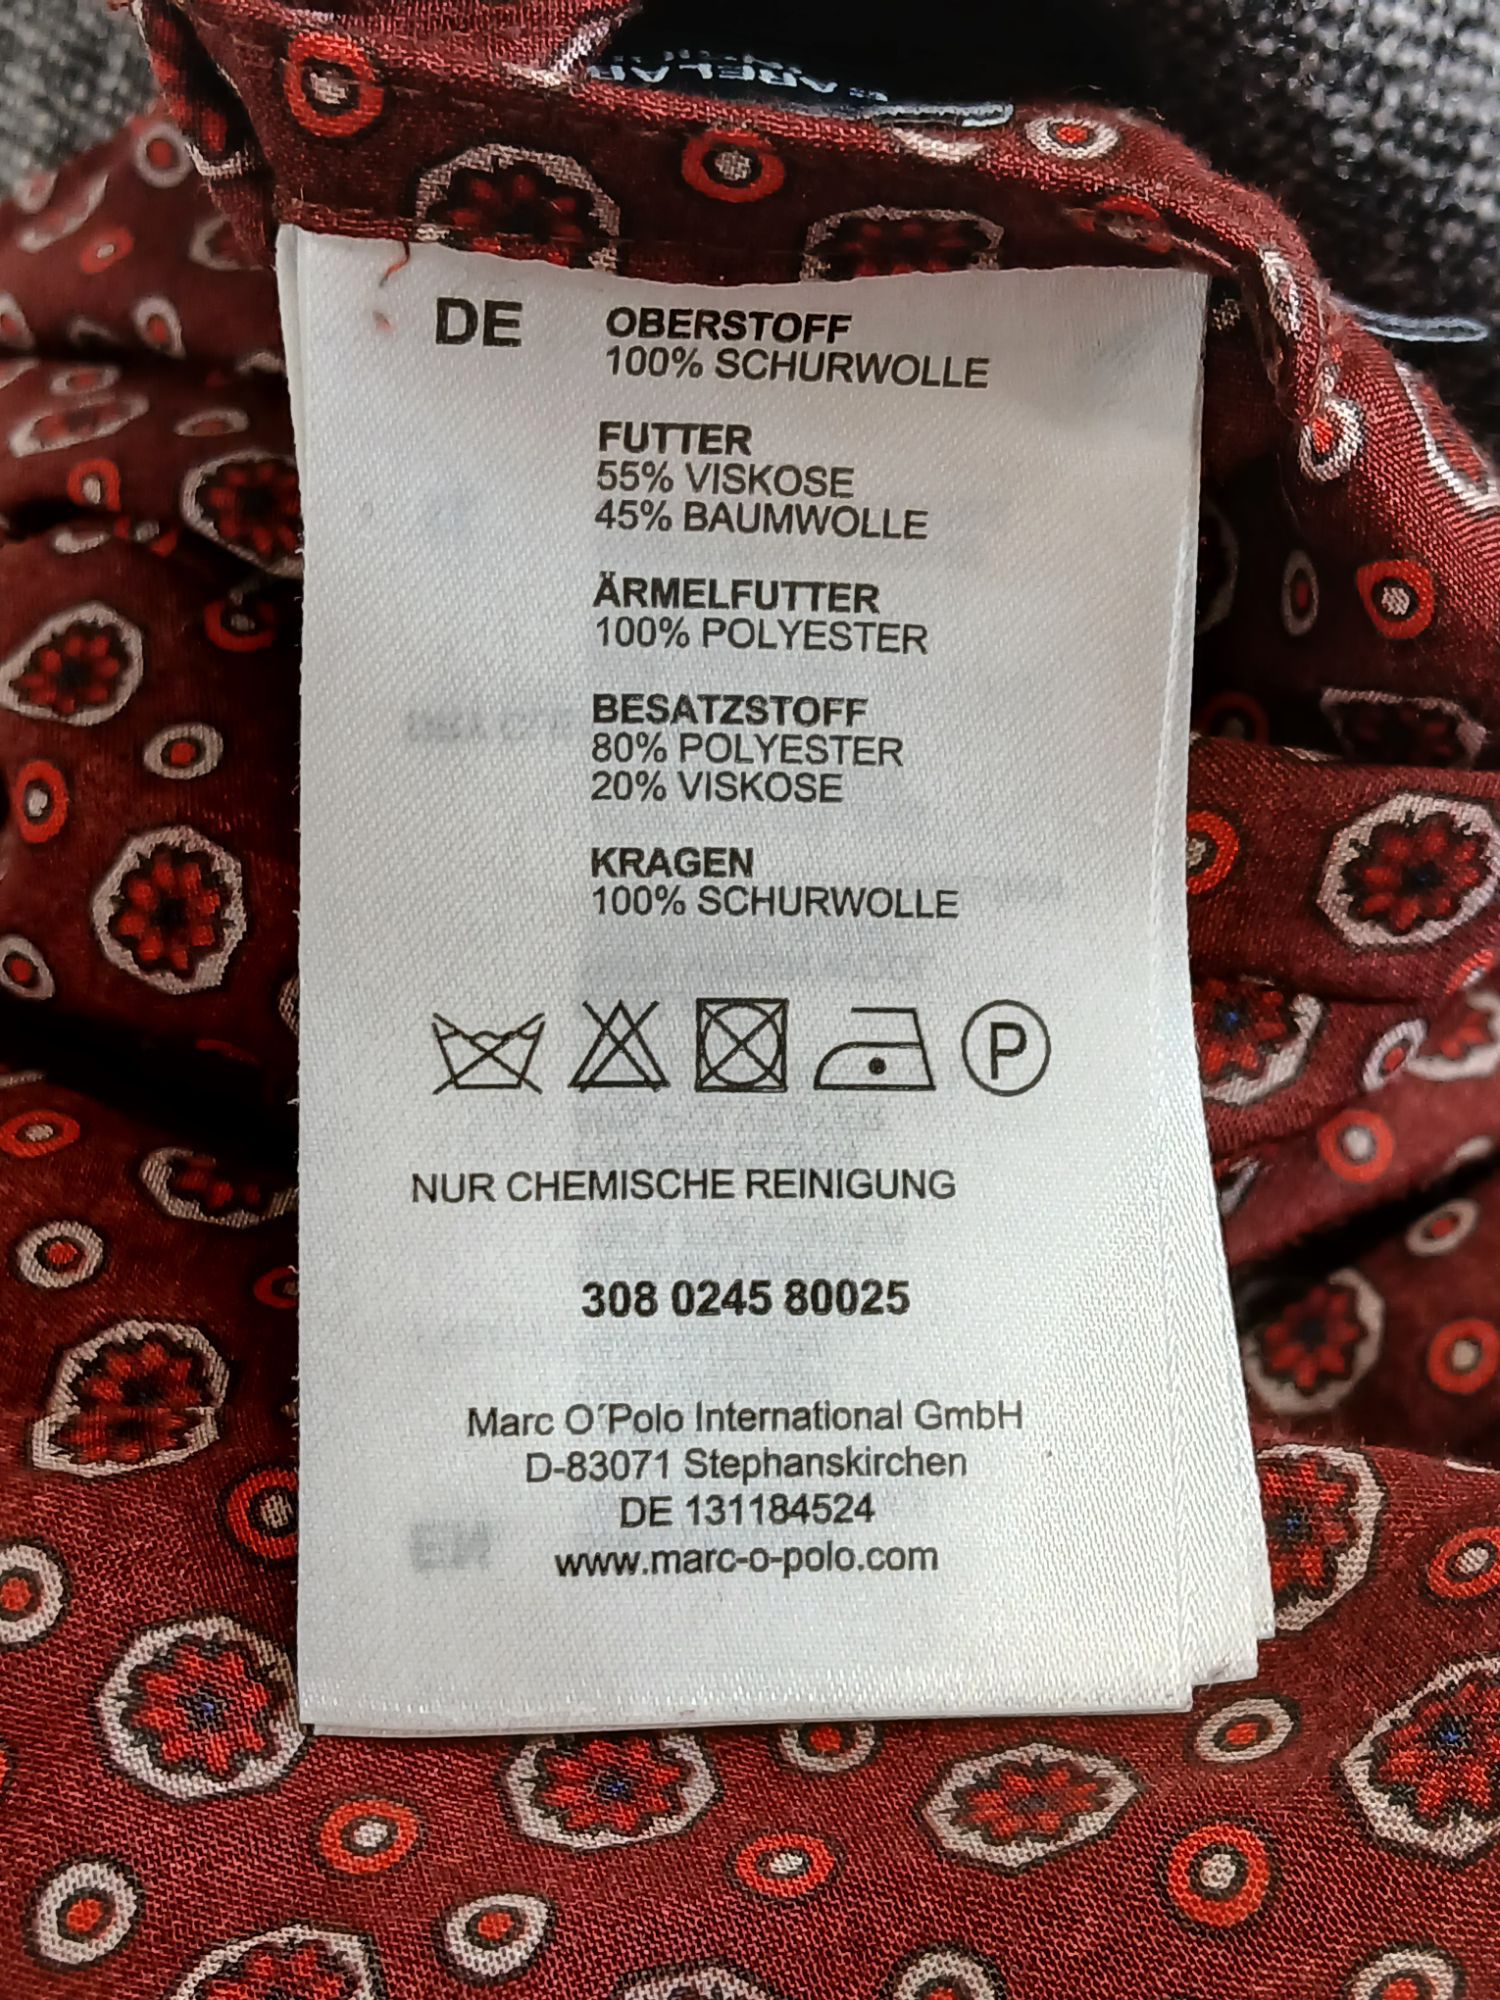 DE
OBERSTOFF
100% SCHURWOLLE
FUTTER
55% VISKOSE
45% BAUMWOLLE
ÄRMELFUTTER
100% POLYESTER
BESATZSTOFF
80% POLYESTER
20% VISKOSE
KRAGEN
100% SCHURWOLLE
P
NUR CHEMISCHE REINIGUNG
308 0245 80025
Marc O´Polo International GmbH
D-83071 Stephanskirchen
DE 131184524
www.marc-o-polo.com